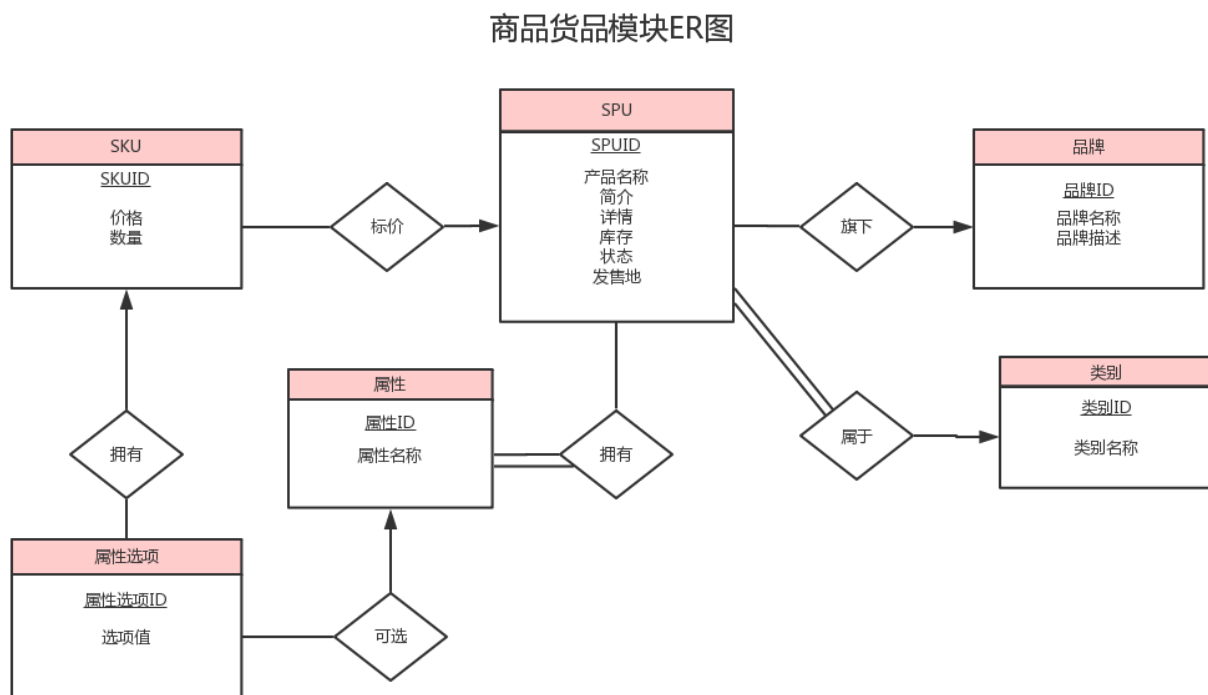 商品货品模块ER图
SKU
SKUID
价格
数量
标价
SPU
SPUID
产品名称
简介
详情
库存
状态
发售地
旗下
品牌
品牌ID
品牌名称
品牌描述
属性
属性ID
属性名称
拥有
属于
类别
类别ID
类别名称
拥有
属性选项
属性选项ID
选项值
可选